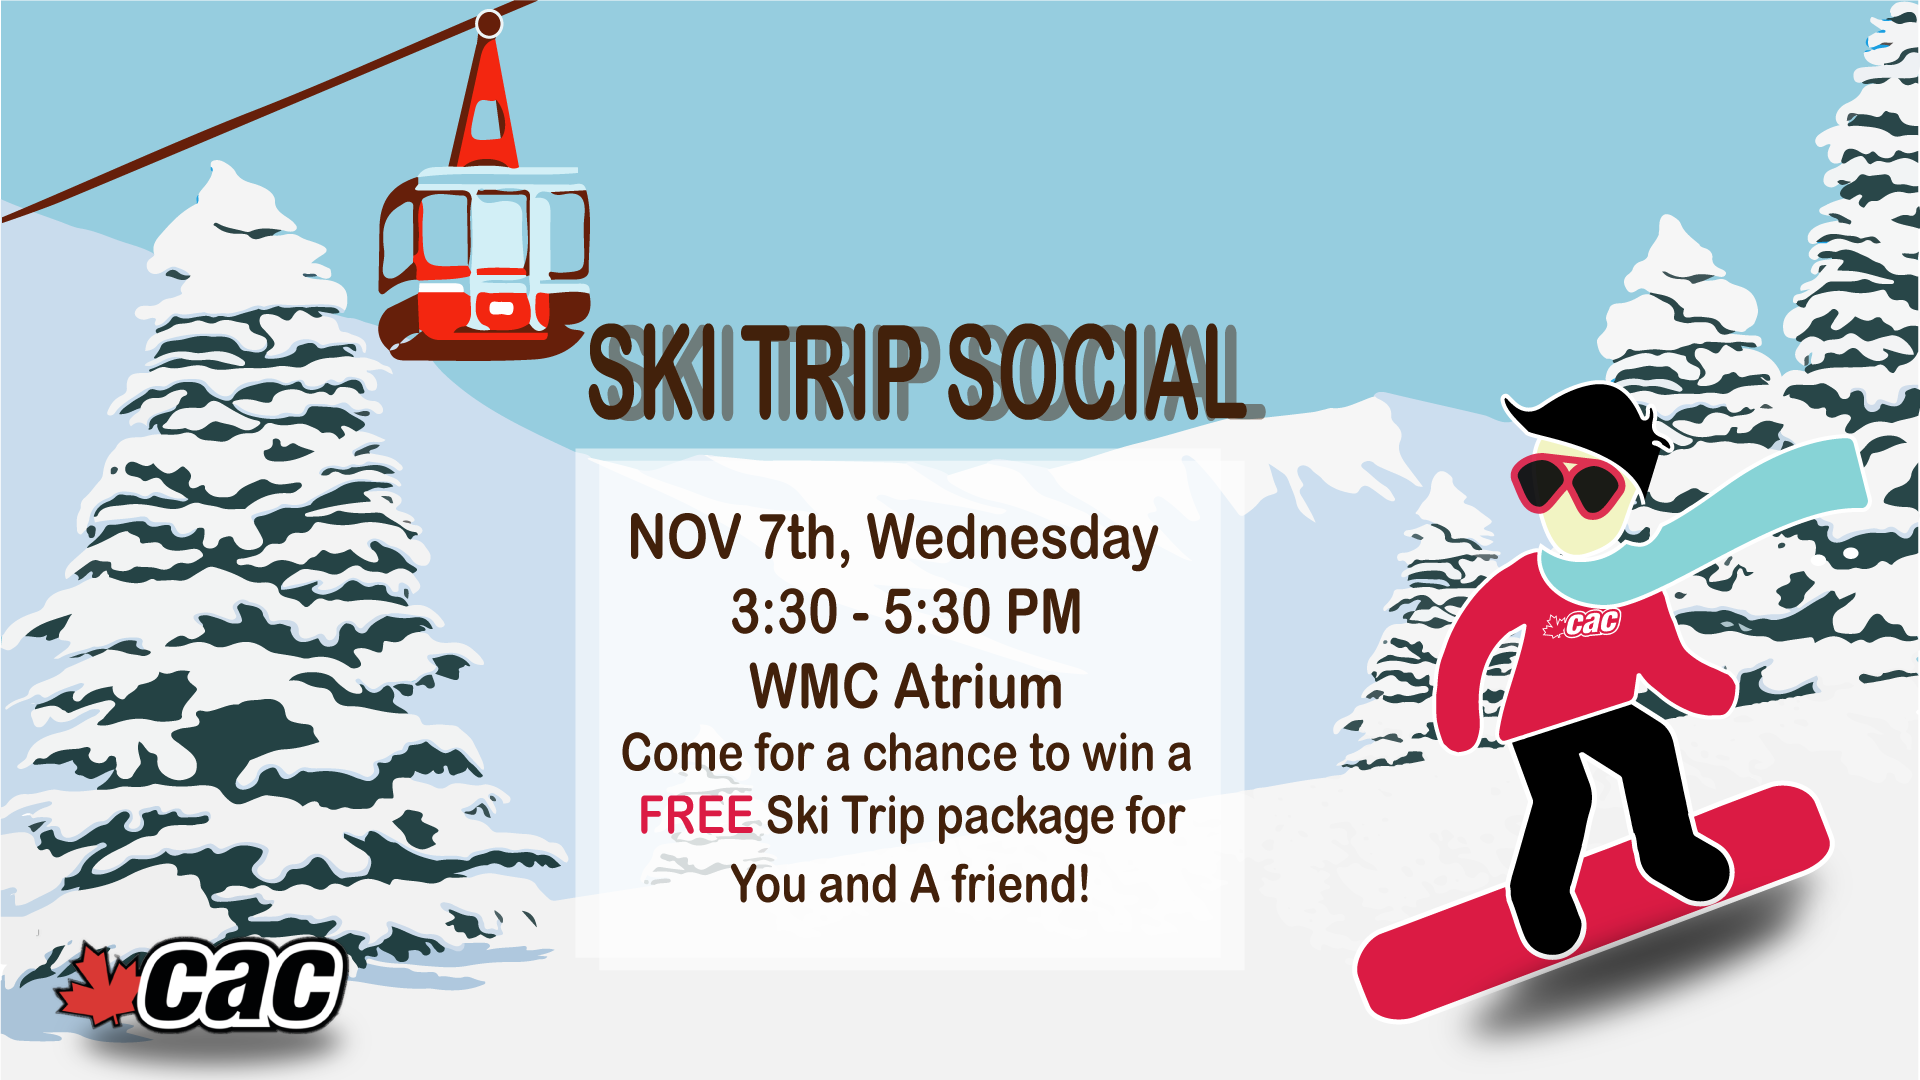 SKI TRIP SOCIAL
NOV 7th, Wednesday
3:30 - 5:30 PM
WMC Atrium
Come for a chance to win a
FREE Ski Trip package for
You and A friend!
cac
cac